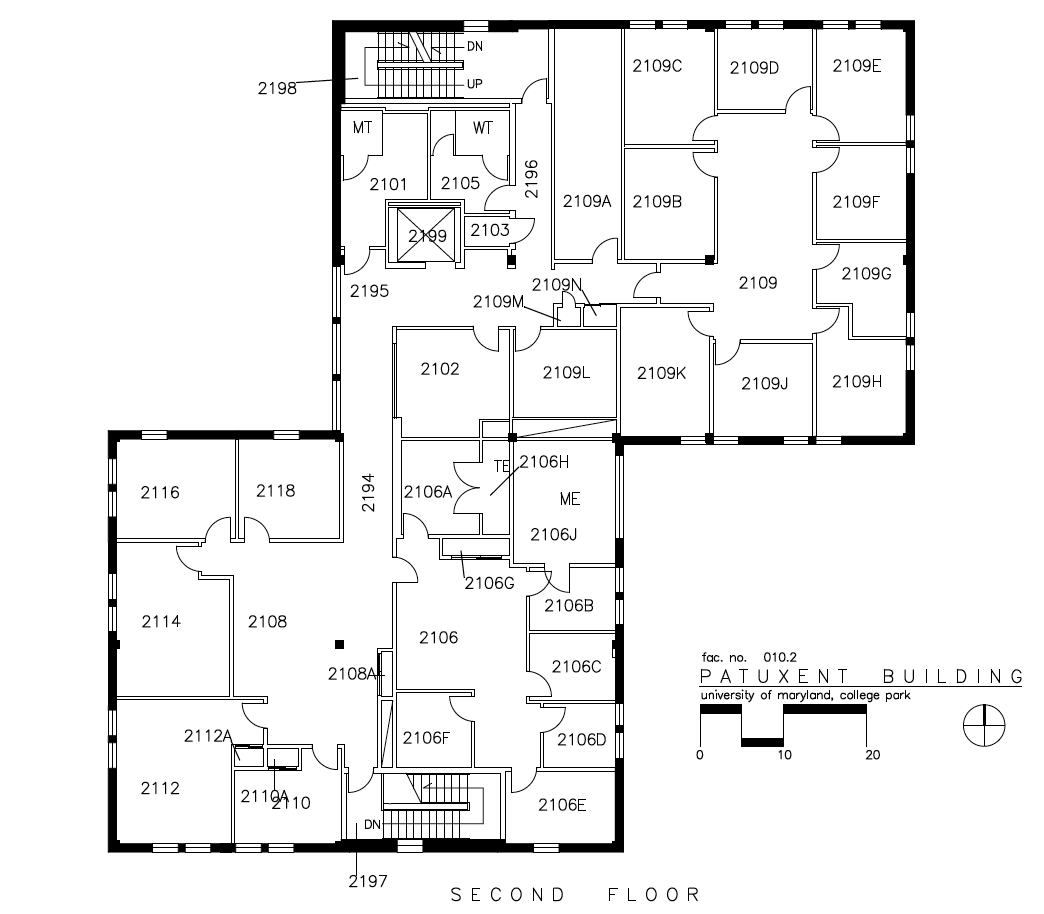 DN
2109C
2109D
2109E
2198
UP
MT
WT
2101
2105
2196
2109A
2109B
2109F
2199
2103
2195
2109N
2109M
2109
2109G
2102
2109L
2109K
2109J
2109H
2116
2118
2194
2106A
TE
2106H
ME
2106J
2106G
2106B
2114
2108
2106
2108A
2106C
2112A
2106F
2106D
2112
2110A
2110
DN
2106E
2197
fac. no. 010.2
PATUXENT BUILDING
university of maryland, college park
0 10 20
SECOND FLOOR